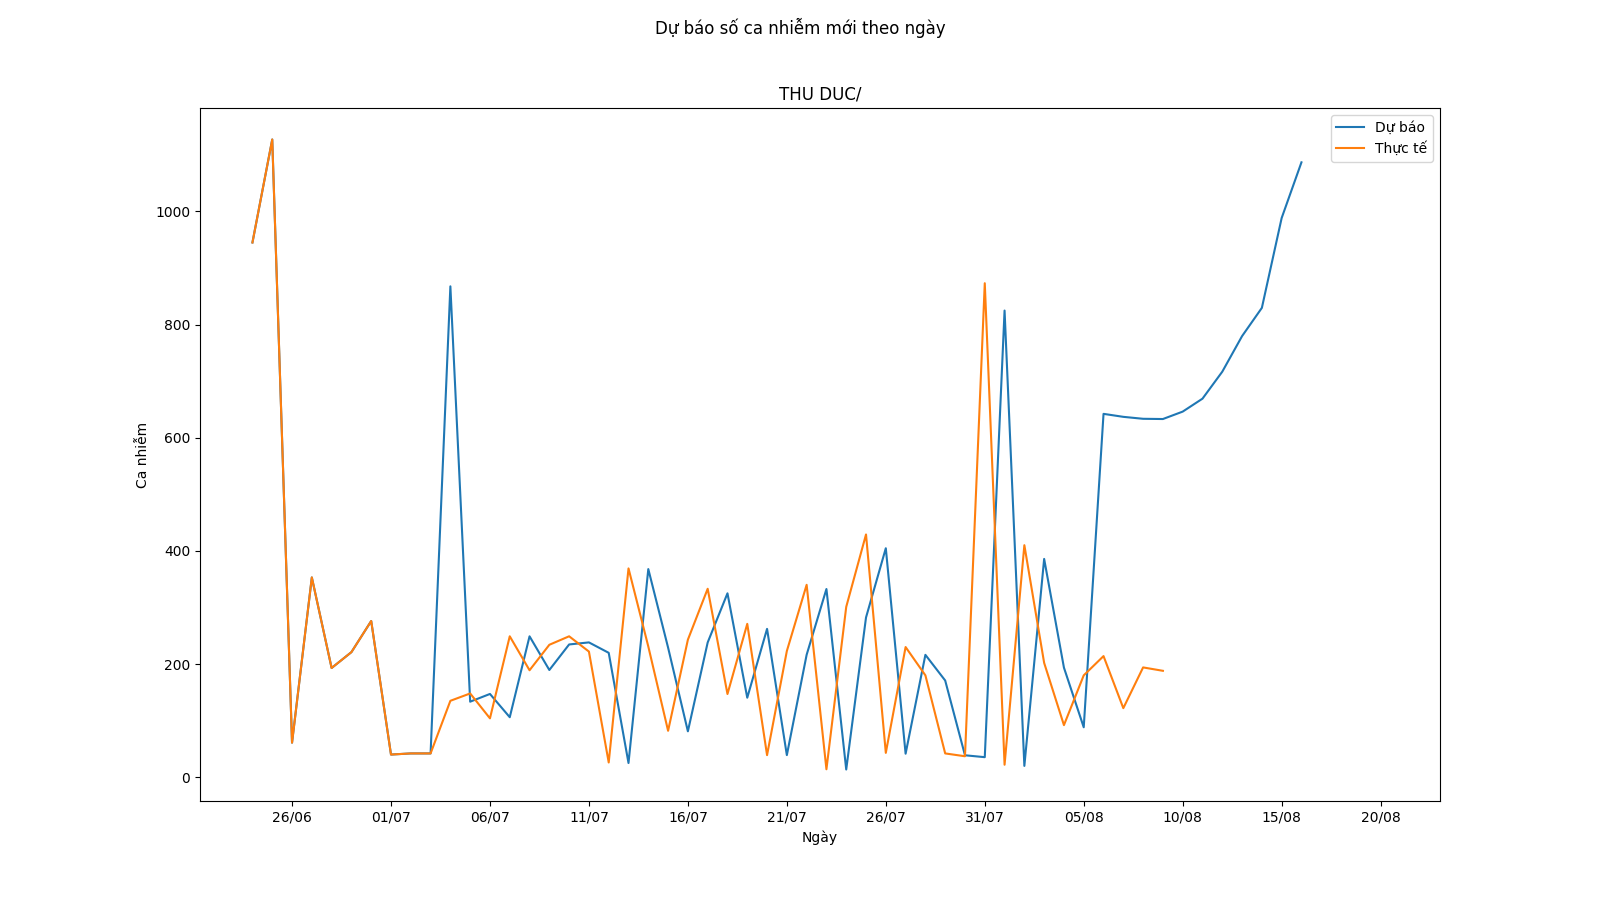 Dự báo số ca nhiễm mới theo ngày
THU DUC/
Dự báo
Thực tế
Ca nhiễm
1000
800
600
400
200
0
26/06 01/07 06/07 11/07 16/07 21/07 26/07 31/07 05/08 10/08 15/08 20/08
Ngày